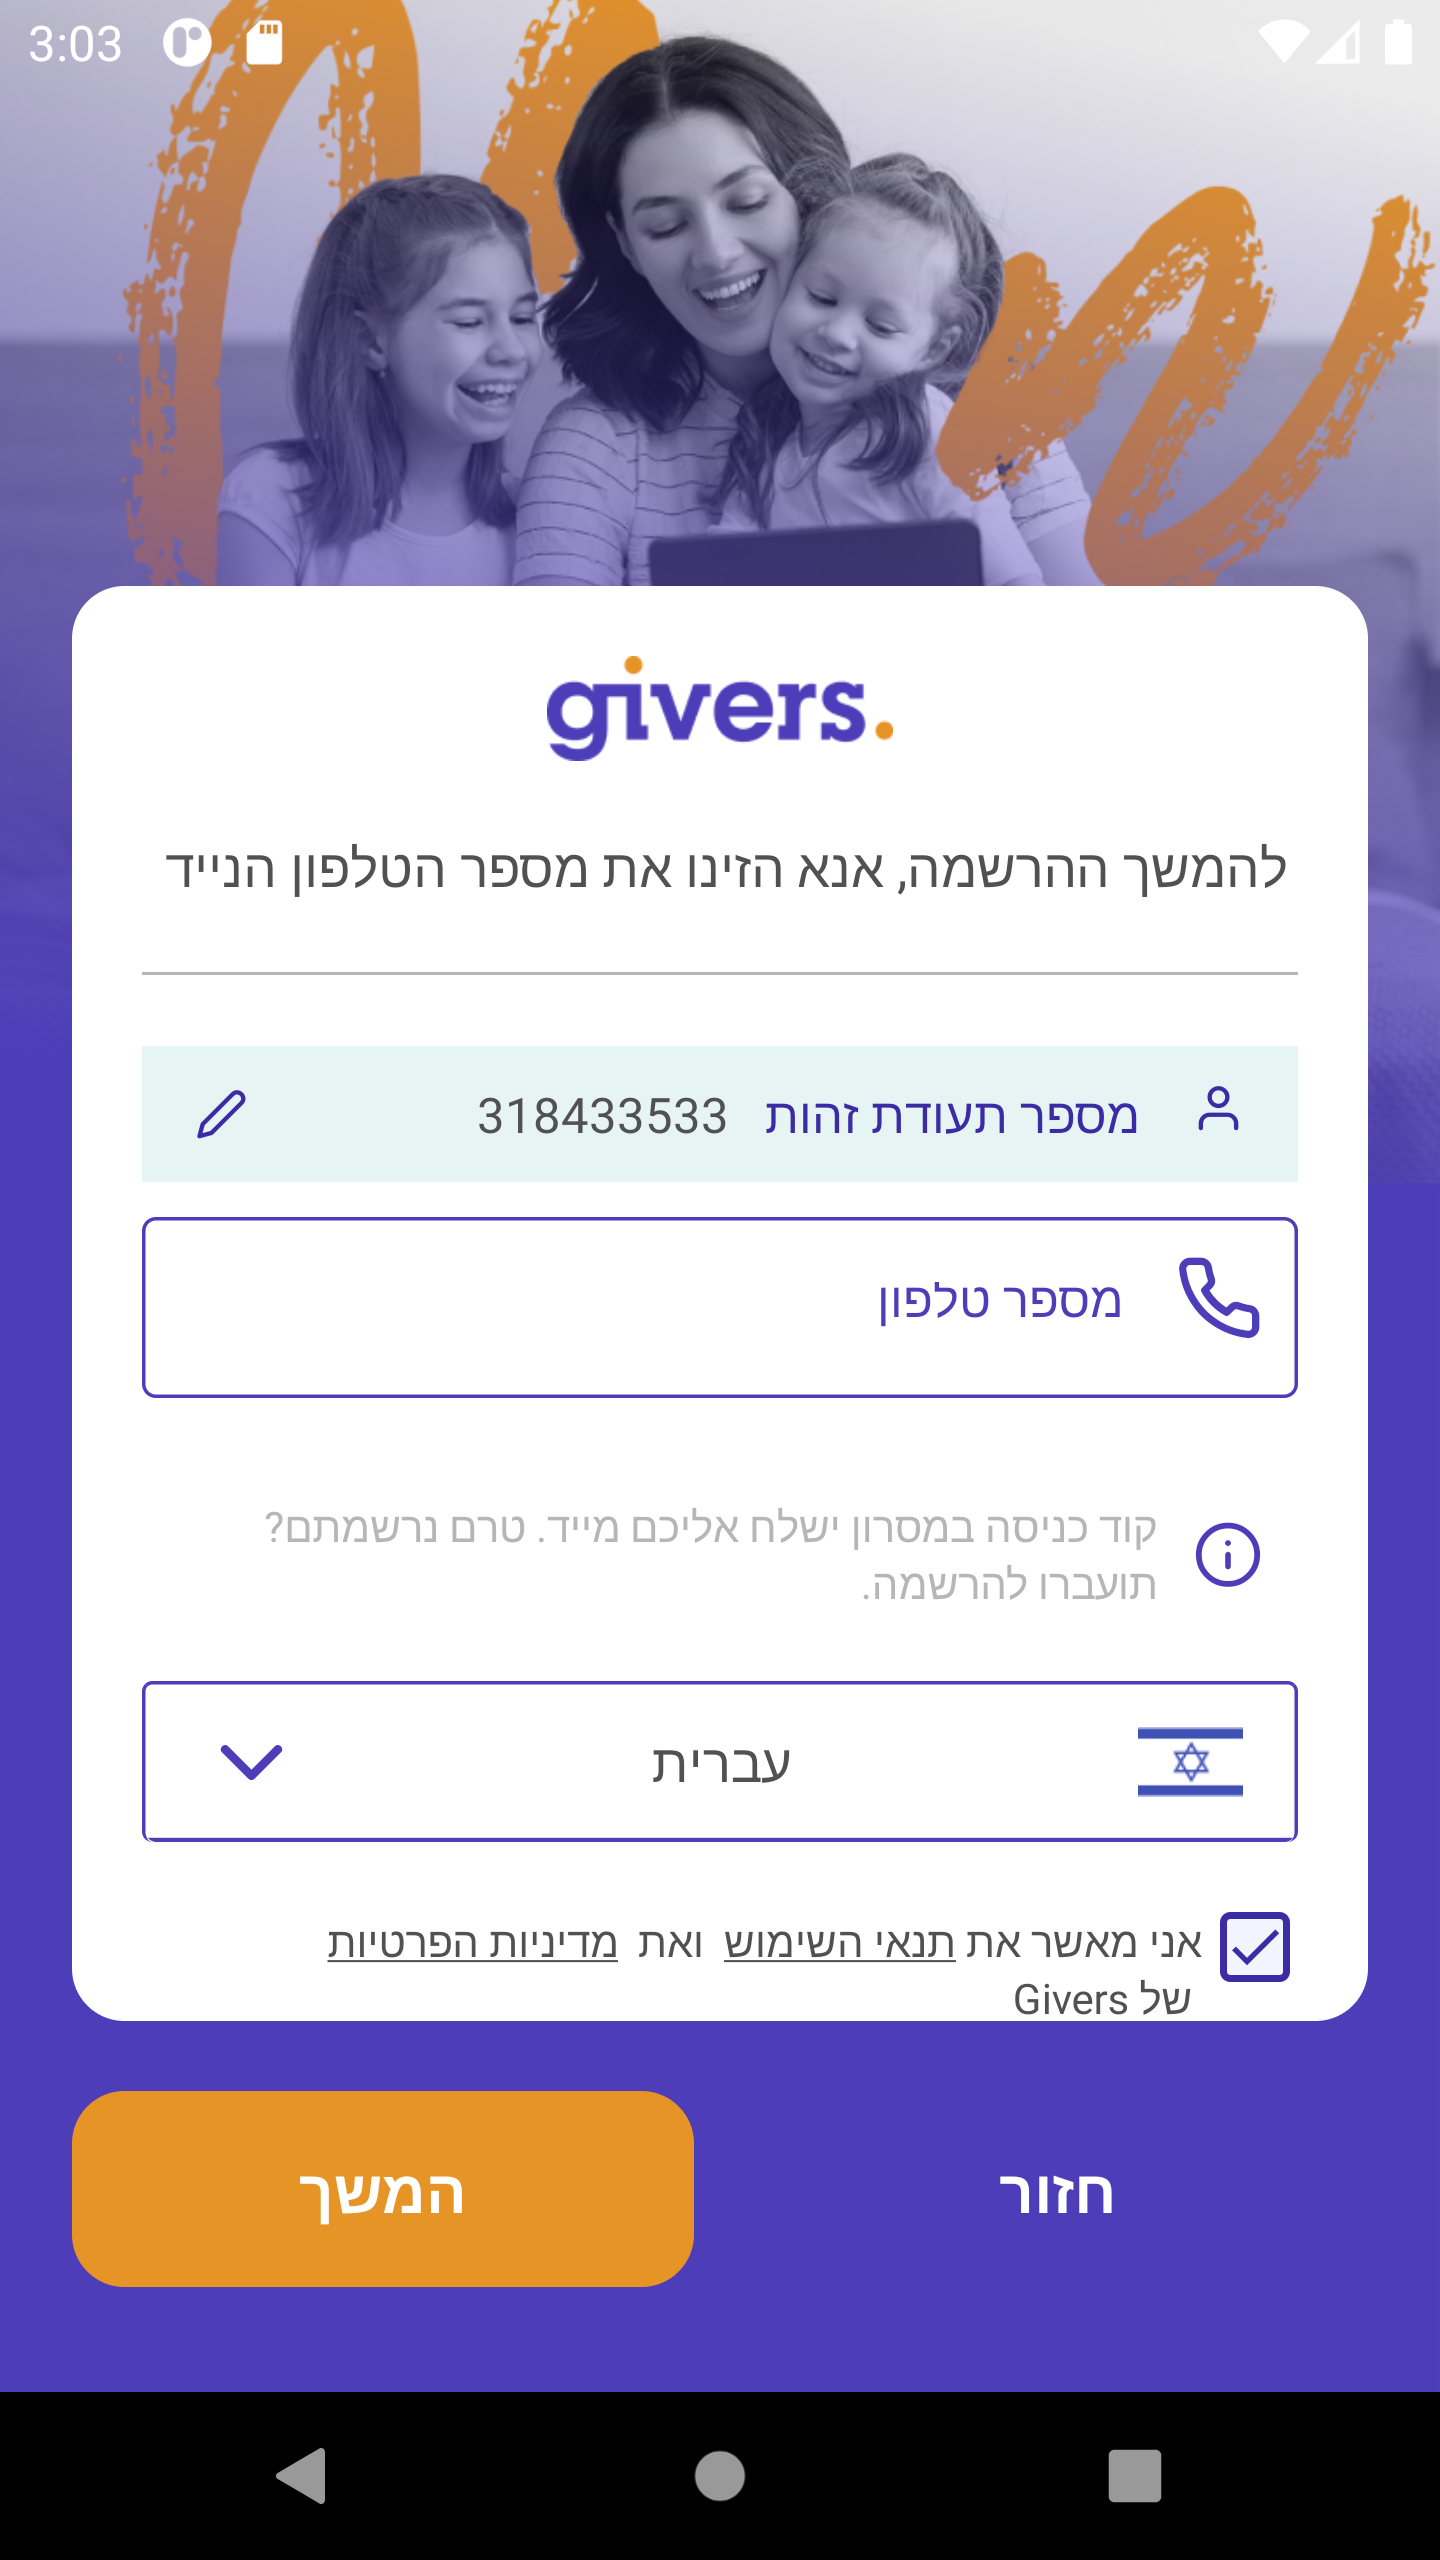 3:03
givers.
להמשך ההרשמה, אנא הזינו את מספר הטלפון הנייד
מספר תעודת זהות 318433533
מספר טלפון
קוד כניסה במסרון ישלח אליכם מייד. טרם נרשמתם?
תועברו להרשמה.
עברית
אני מאשר את תנאי השימוש ואת מדיניות הפרטיות
של Givers
חזור
המשך